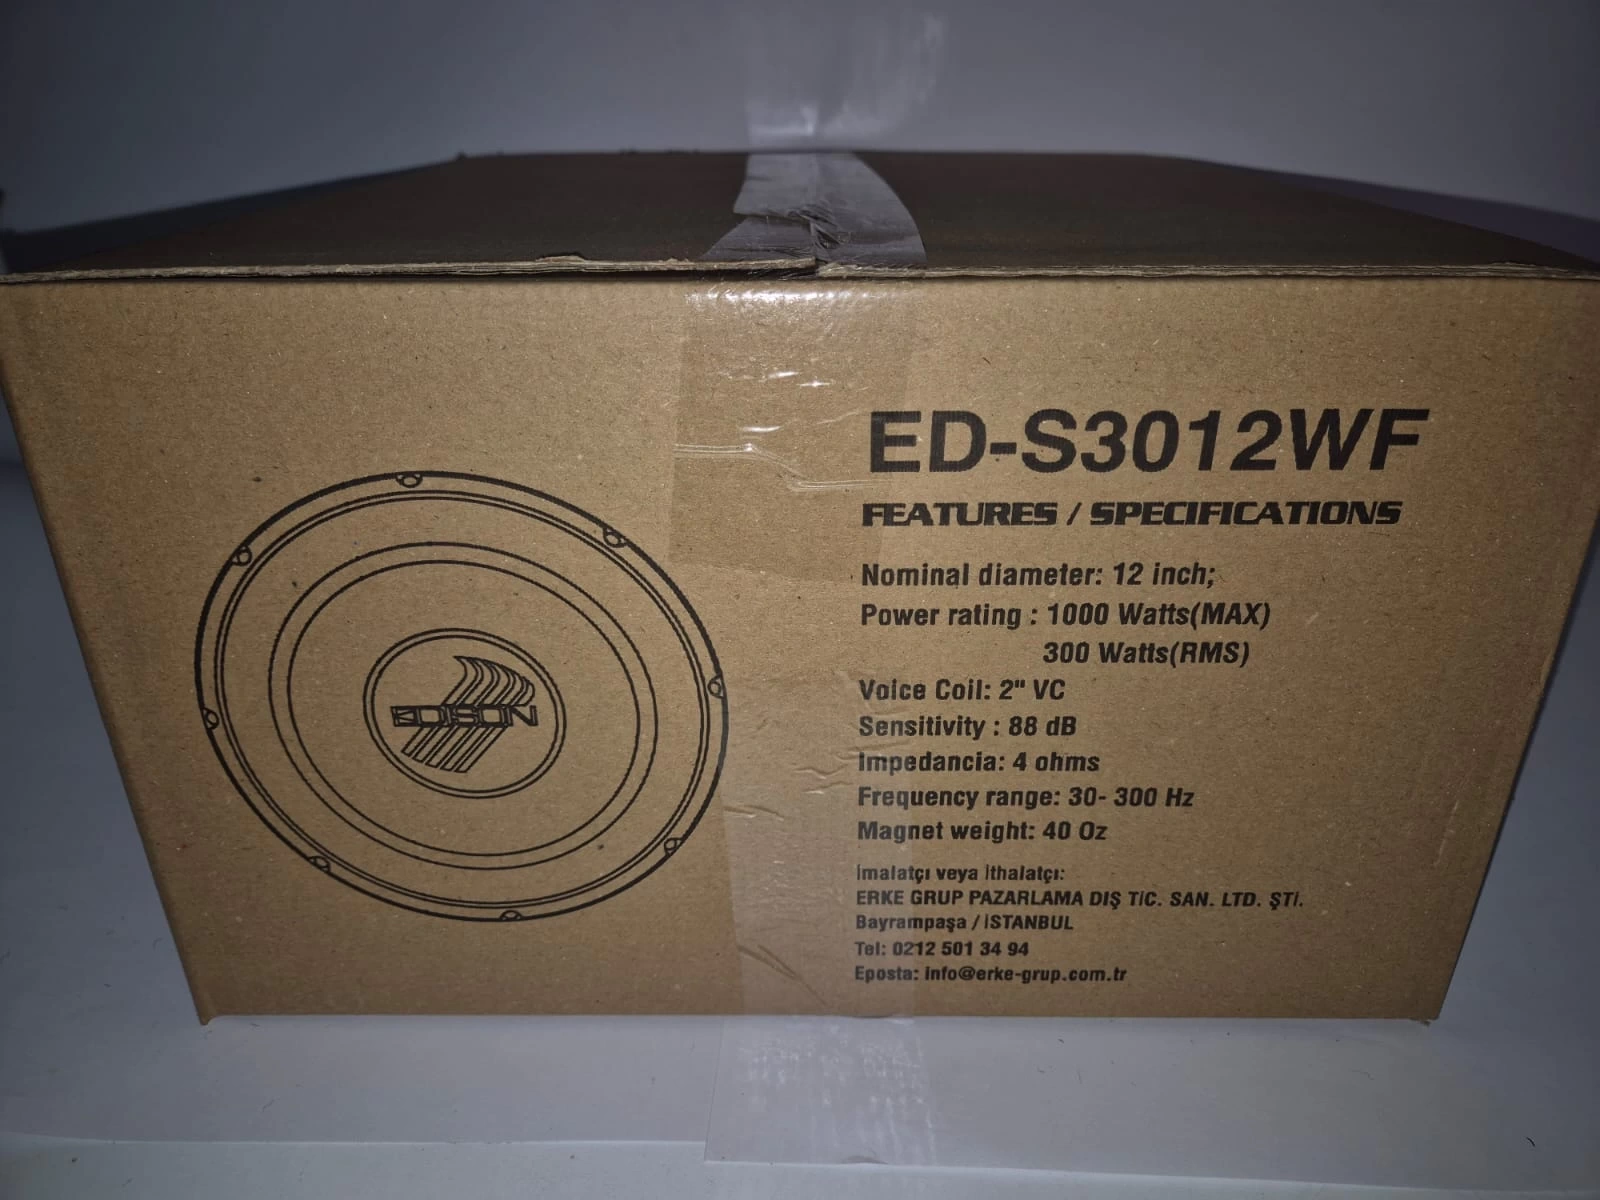 ED-S3012WF
FEATURES / SPECIFICATIONS
Nominal diameter: 12 inch;
Power rating : 1000 Watts(MAX)
300 Watts(RMS)
Voice Coil: 2" VC
Sensitivity : 88 dB
Impedancia: 4 ohms
Frequency range: 30- 300 Hz
Magnet weight: 40 Oz
İmalatçı veya İthalatçı:
ERKE GRUP PAZARLAMA DIŞ TİC. SAN. LTD. ŞTİ.
Bayrampaşa / İSTANBUL
Tel: 0212 501 34 94
Eposta: info@erke-grup.com.tr
EDISON